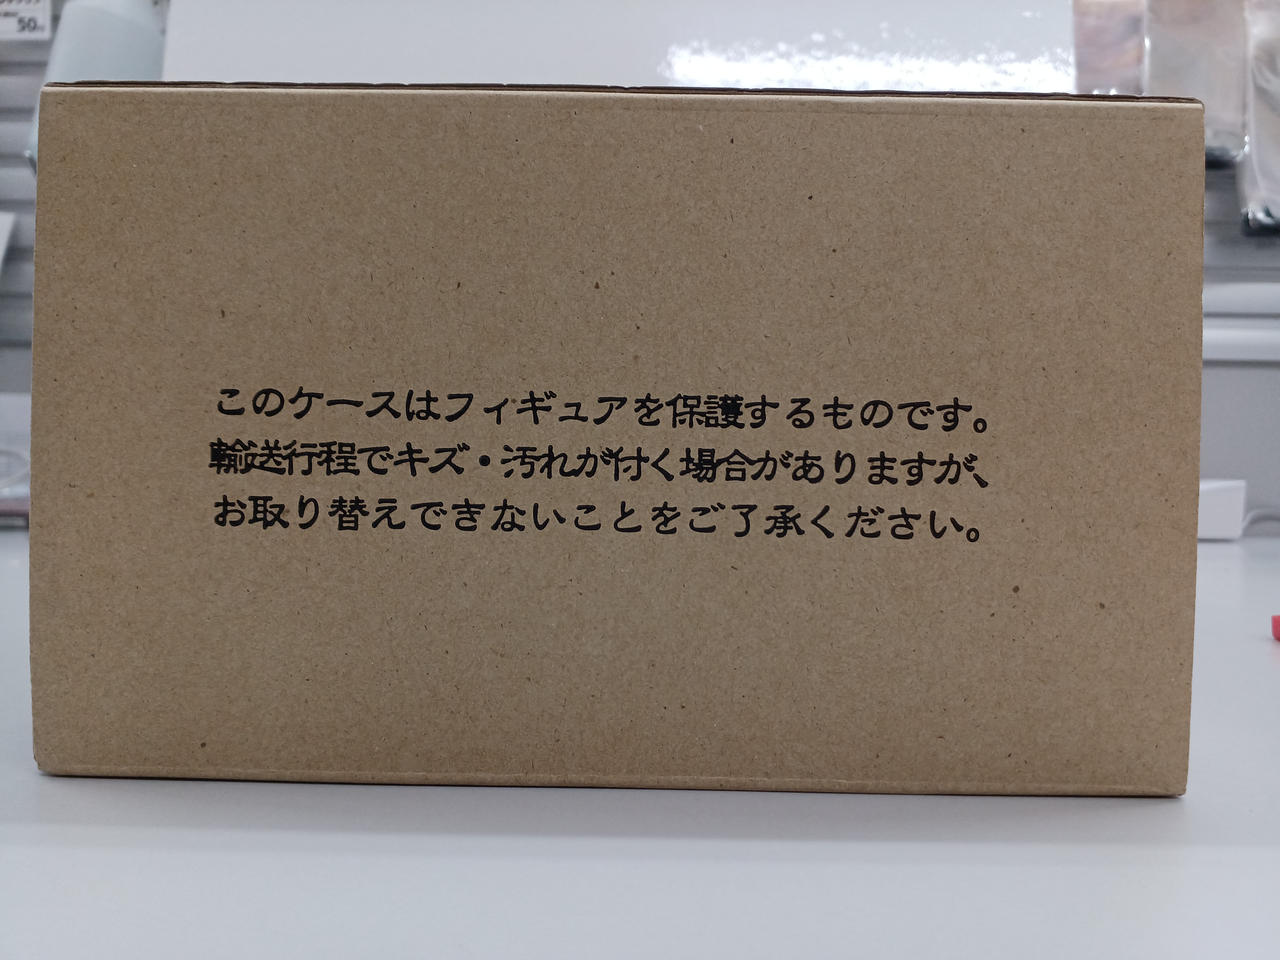 50
このケースはフィギュアを保護するものです。
輸送行程でキズ・汚れが付く場合がありますが、
お取り替えできないことをご了承ください。